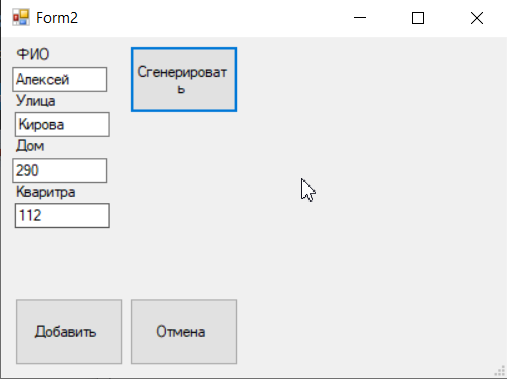 Form2
ФИО
Алексей
Сгенерироват
ь
Улица
Кирова
Дом
290
Кваритра
112
Добавить
Отмена